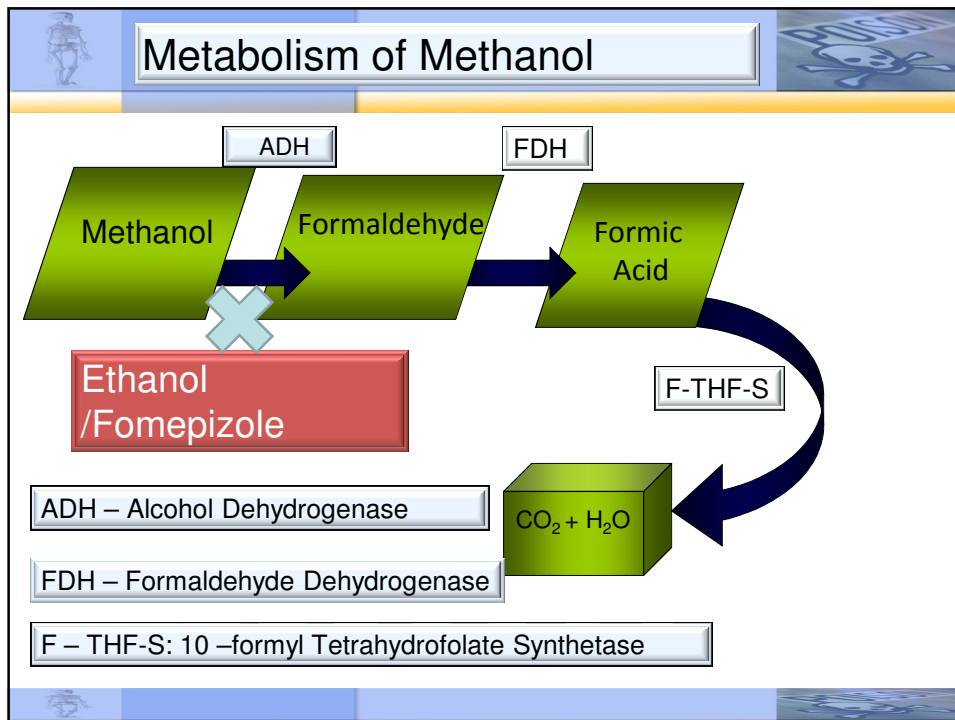 POISON
Metabolism of Methanol
ADH
FDH
Methanol
Formaldehyde
Formic
Acid
Ethanol
/Fomepizole
F-THF-S
CO₂ + H₂O
ADH – Alcohol Dehydrogenase
FDH – Formaldehyde Dehydrogenase
F – THF-S: 10 –formyl Tetrahydrofolate Synthetase